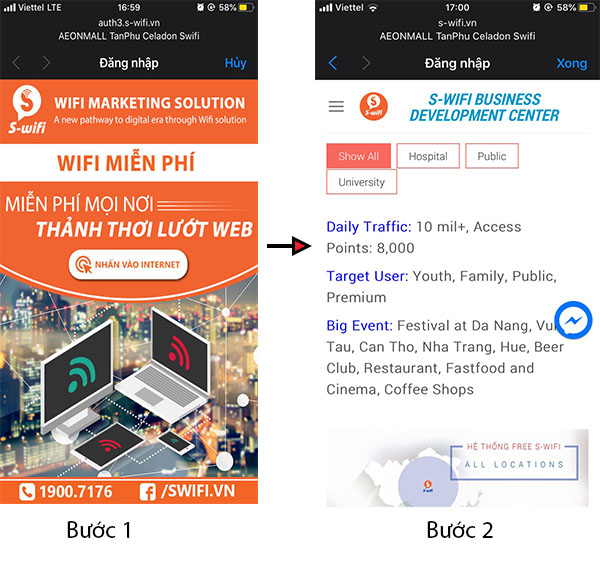 Viettel LTE 16:59 58%
auth3.s-wifi.vn
AEONMALL TanPhu Celadon Swifi
Đăng nhập Hủy
S-wifi
WIFI MARKETING SOLUTION
A new pathway to digital era through Wifi solution
WIFI MIỄN PHÍ
MIỄN PHÍ MỌI NƠI
THẢNH THƠI LƯỚT WEB
NHẤN VÀO INTERNET
1900.7176 /SWIFI.VN
Bước 1
Viettel 17:00 58%
s-wifi.vn
AEONMALL TanPhu Celadon Swifi
Đăng nhập Xong
S-wifi
S-WIFI BUSINESS
DEVELOPMENT CENTER
Show All Hospital Public
University
Daily Traffic: 10 mil+, Access
Points: 8,000
Target User: Youth, Family, Public,
Premium
Big Event: Festival at Da Nang,
Tau, Can Tho, Nha Trang, Hue, Beer
Club, Restaurant, Fastfood and
Cinema, Coffee Shops
HỆ THỐNG FREE S-WIFI
ALL LOCATIONS
S-wifi
Bước 2